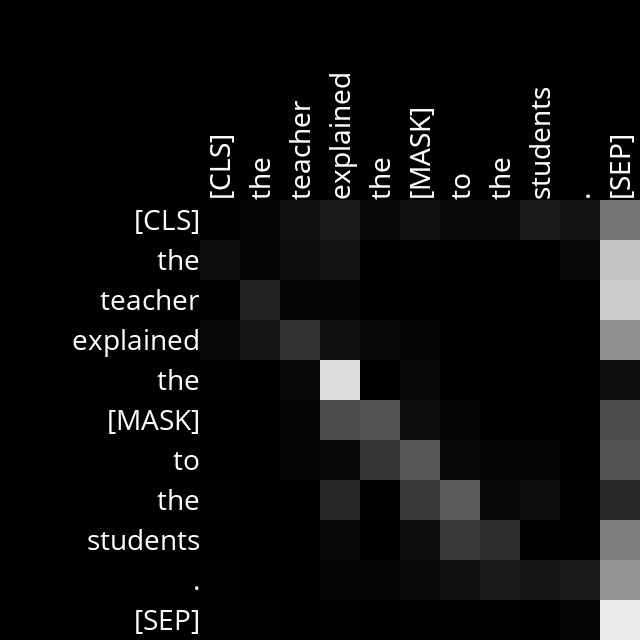 [CLS]
the
teacher
explained
the
[MASK]
to
the
students
.
[SEP]
[CLS]
the
teacher
explained
the
[MASK]
to
the
students
.
[SEP]